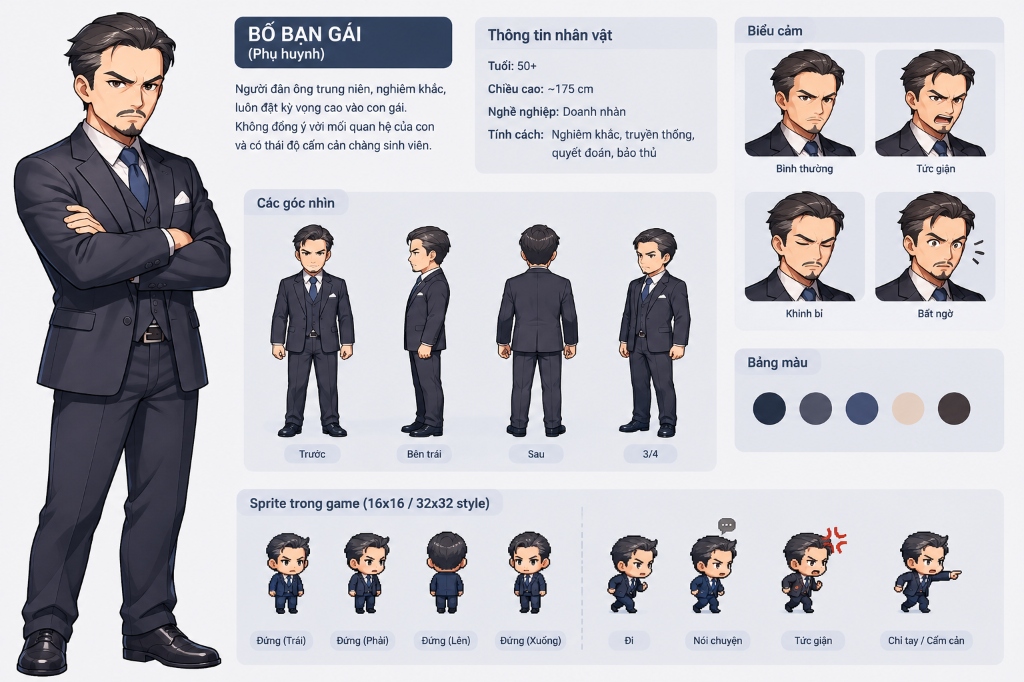 BỐ BẠN GÁI
(Phụ huynh)
Người đàn ông trung niên, nghiêm khắc,
luôn đặt kỳ vọng cao vào con gái.
Không đồng ý với mối quan hệ của con
và có thái độ cấm cản chàng sinh viên.
Thông tin nhân vật
Tuổi: 50+
Chiều cao: ~175 cm
Nghề nghiệp: Doanh nhân
Tính cách: Nghiêm khắc, truyền thống,
quyết đoán, bảo thủ
Biểu cảm
Bình thường
Tức giận
Khinh bỉ
Bất ngờ
Các góc nhìn
Trước
Bên trái
Sau
3/4
Bảng màu
Sprite trong game (16x16 / 32x32 style)
Đứng (Trái)
Đứng (Phải)
Đứng (Lên)
Đứng (Xuống)
Đi
Nói chuyện
Tức giận
Chỉ tay / Cấm cản